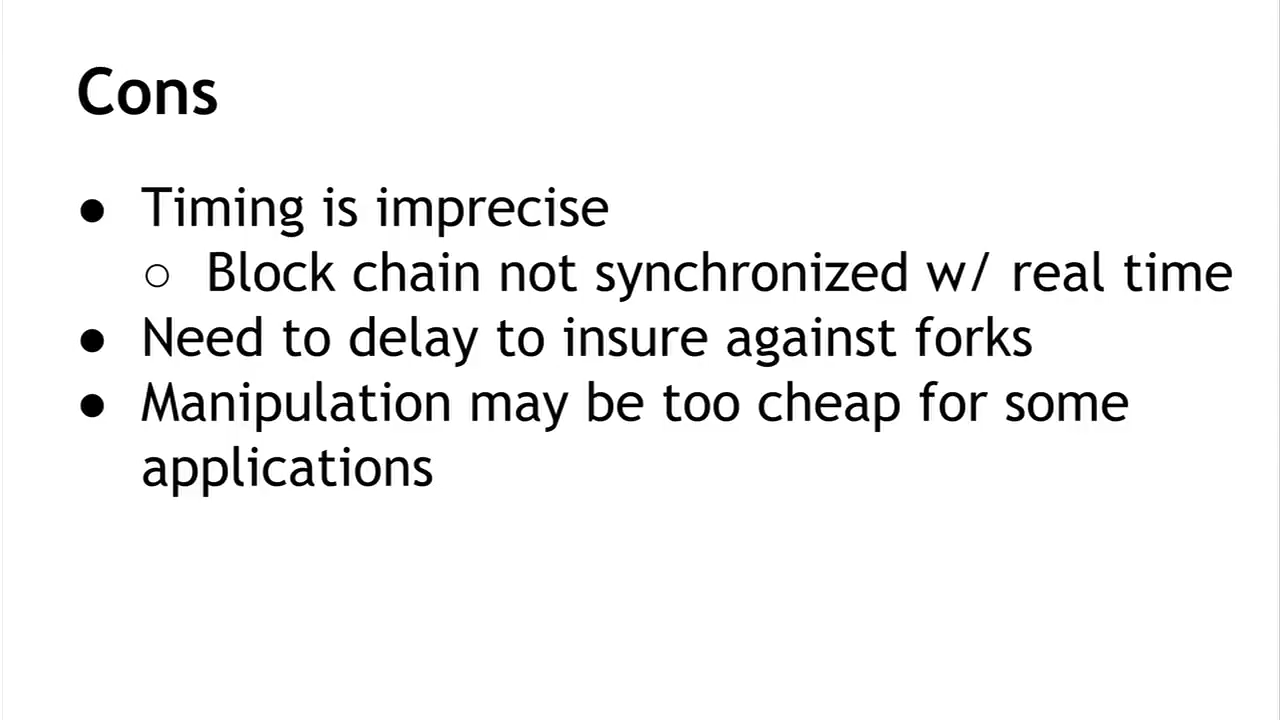 Cons
● Timing is imprecise
○ Block chain not synchronized w/ real time
● Need to delay to insure against forks
● Manipulation may be too cheap for some
applications